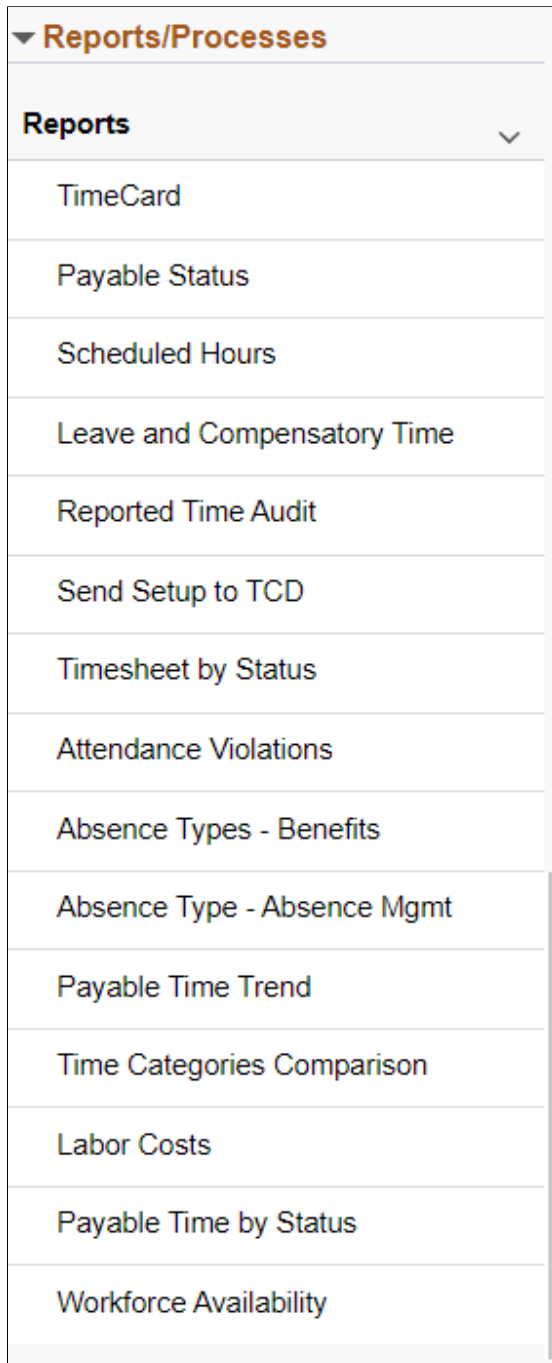 Reports/Processes
Reports
TimeCard
Payable Status
Scheduled Hours
Leave and Compensatory Time
Reported Time Audit
Send Setup to TCD
Timesheet by Status
Attendance Violations
Absence Types - Benefits
Absence Type - Absence Mgmt
Payable Time Trend
Time Categories Comparison
Labor Costs
Payable Time by Status
Workforce Availability